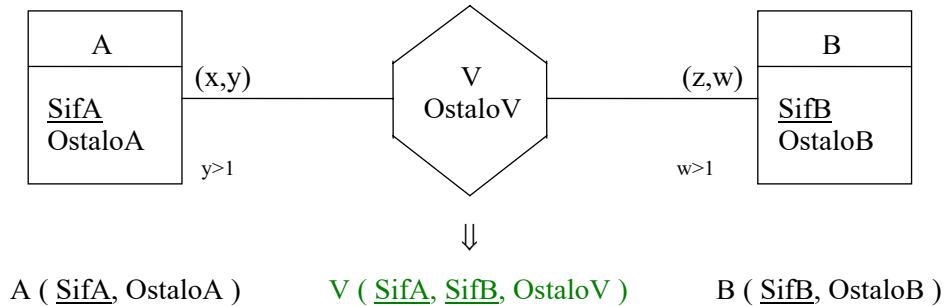 A
SifA
OstaloA
(x,y)
y>1
V
OstaloV
(z,w)
w>1
B
SifB
OstaloB
⇓
A ( SifA, OstaloA )
V ( SifA, SifB, OstaloV )
B ( SifB, OstaloB )